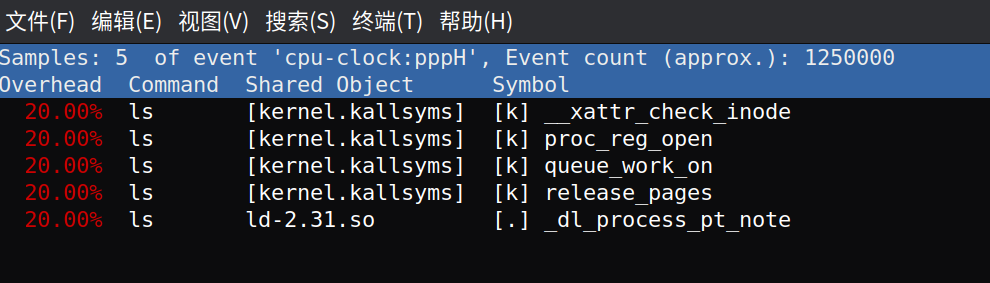 文件(F) 编辑(E) 视图(V) 搜索(S) 终端(T) 帮助(H)
Samples: 5  of event 'cpu-clock:pppH', Event count (approx.): 1250000
Overhead  Command  Shared Object      Symbol
  20.00%  ls       [kernel.kallsyms]  [k] __xattr_check_inode
  20.00%  ls       [kernel.kallsyms]  [k] proc_reg_open
  20.00%  ls       [kernel.kallsyms]  [k] queue_work_on
  20.00%  ls       [kernel.kallsyms]  [k] release_pages
  20.00%  ls       ld-2.31.so         [.] _dl_process_pt_note